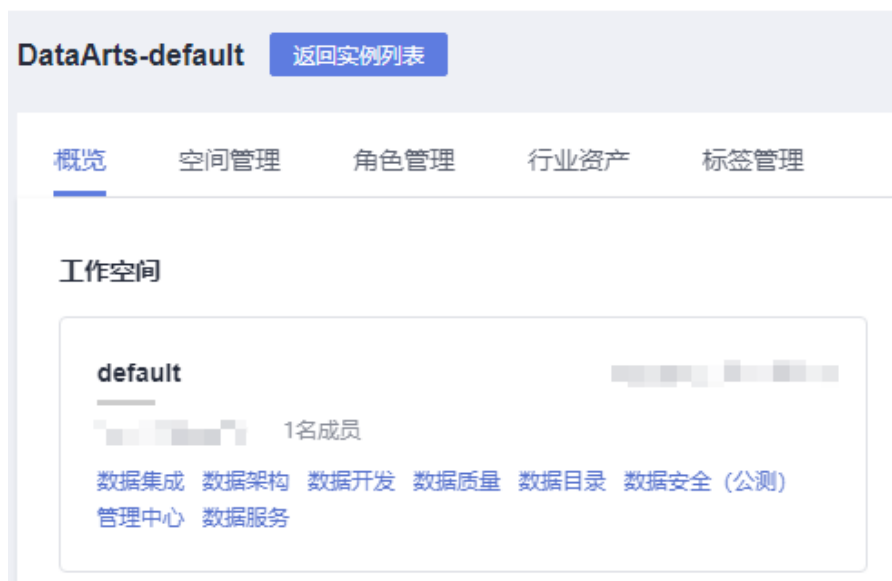 DataArts-default 返回实例列表
概览 空间管理 角色管理 行业资产 标签管理
工作空间
default
1名成员
数据集成 数据架构 数据开发 数据质量 数据目录 数据安全（公测）
管理中心 数据服务